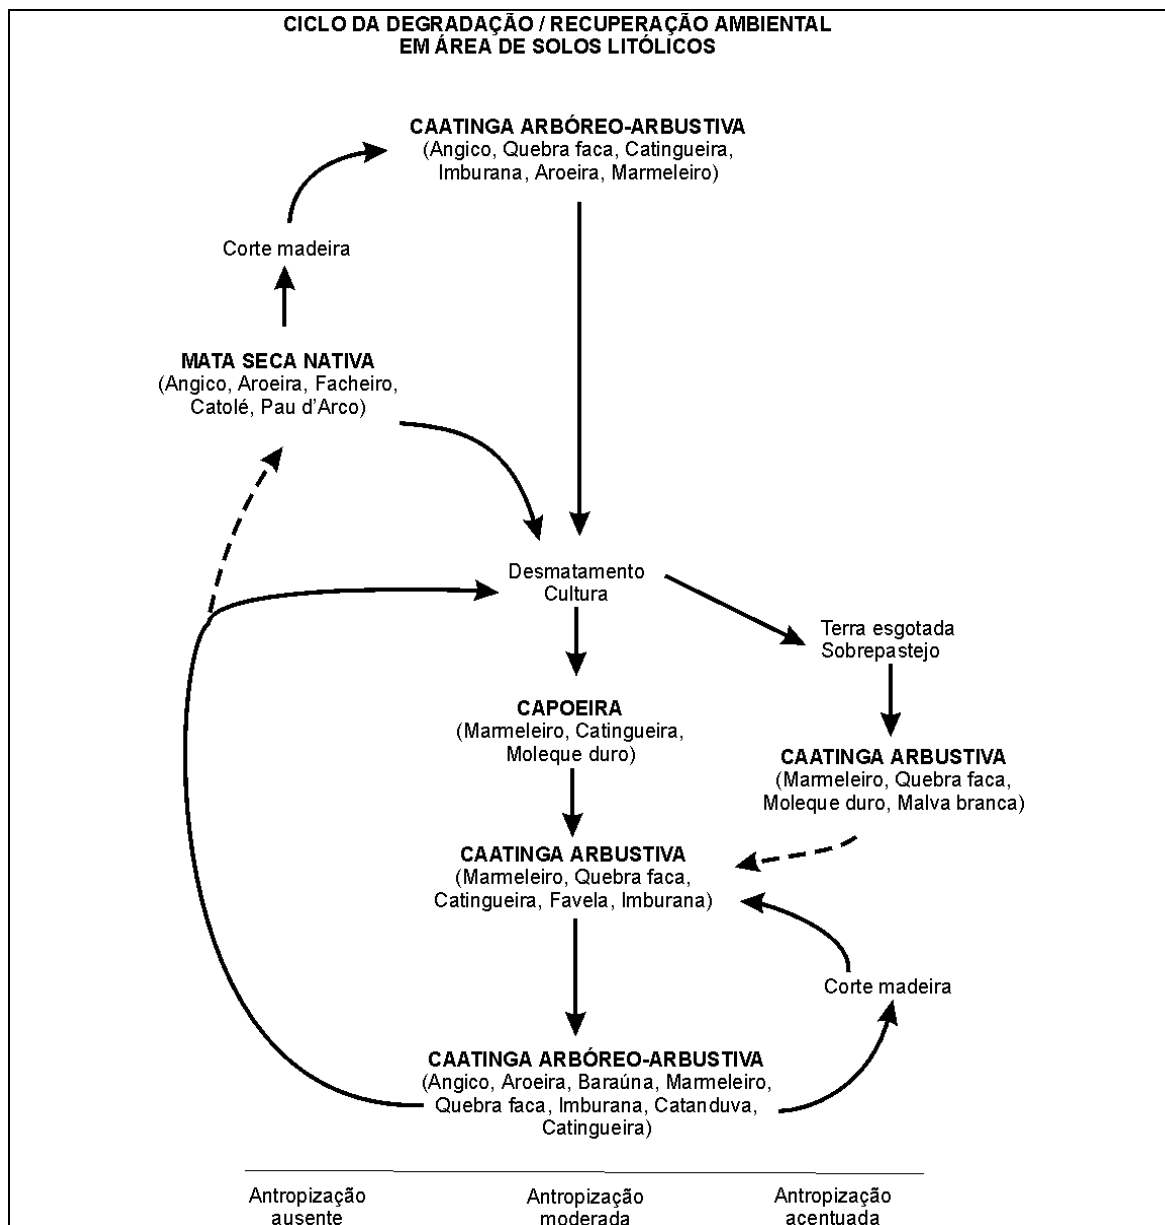 CICLO DA DEGRADAÇÃO / RECUPERAÇÃO AMBIENTAL
EM ÁREA DE SOLOS LITÓLICOS
CAATINGA ARBÓREO-ARBUSTIVA
(Angico, Quebra faca, Catingueira,
Imburana, Aroeira, Marmeleiro)
Corte madeira
MATA SECA NATIVA
(Angico, Aroeira, Facheiro,
Catolé, Pau d'Arco)
Desmatamento
Cultura
Terra esgotada
Sobrepastejo
CAPOEIRA
(Marmeleiro, Catingueira,
Moleque duro)
CAATINGA ARBUSTIVA
(Marmeleiro, Quebra faca,
Moleque duro, Malva branca)
CAATINGA ARBUSTIVA
(Marmeleiro, Quebra faca,
Catingueira, Favela, Imburana)
Corte madeira
CAATINGA ARBÓREO-ARBUSTIVA
(Angico, Aroeira, Baraúna, Marmeleiro,
Quebra faca, Imburana, Catanduva,
Catingueira)
Antropização
ausente
Antropização
moderada
Antropização
acentuada